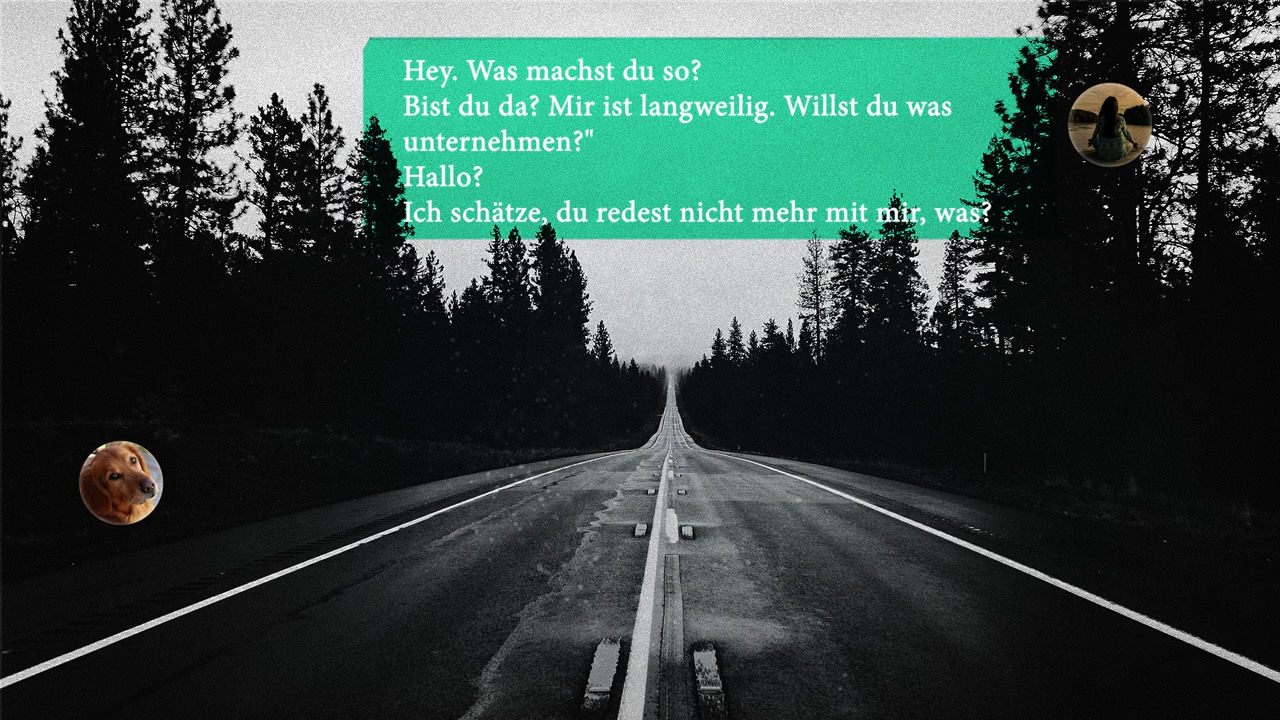 Hey. Was machst du so?
Bist du da? Mir ist langweilig. Willst du was
unternehmen?"
Hallo?
Ich schätze, du redest nicht mehr mit mir, was?